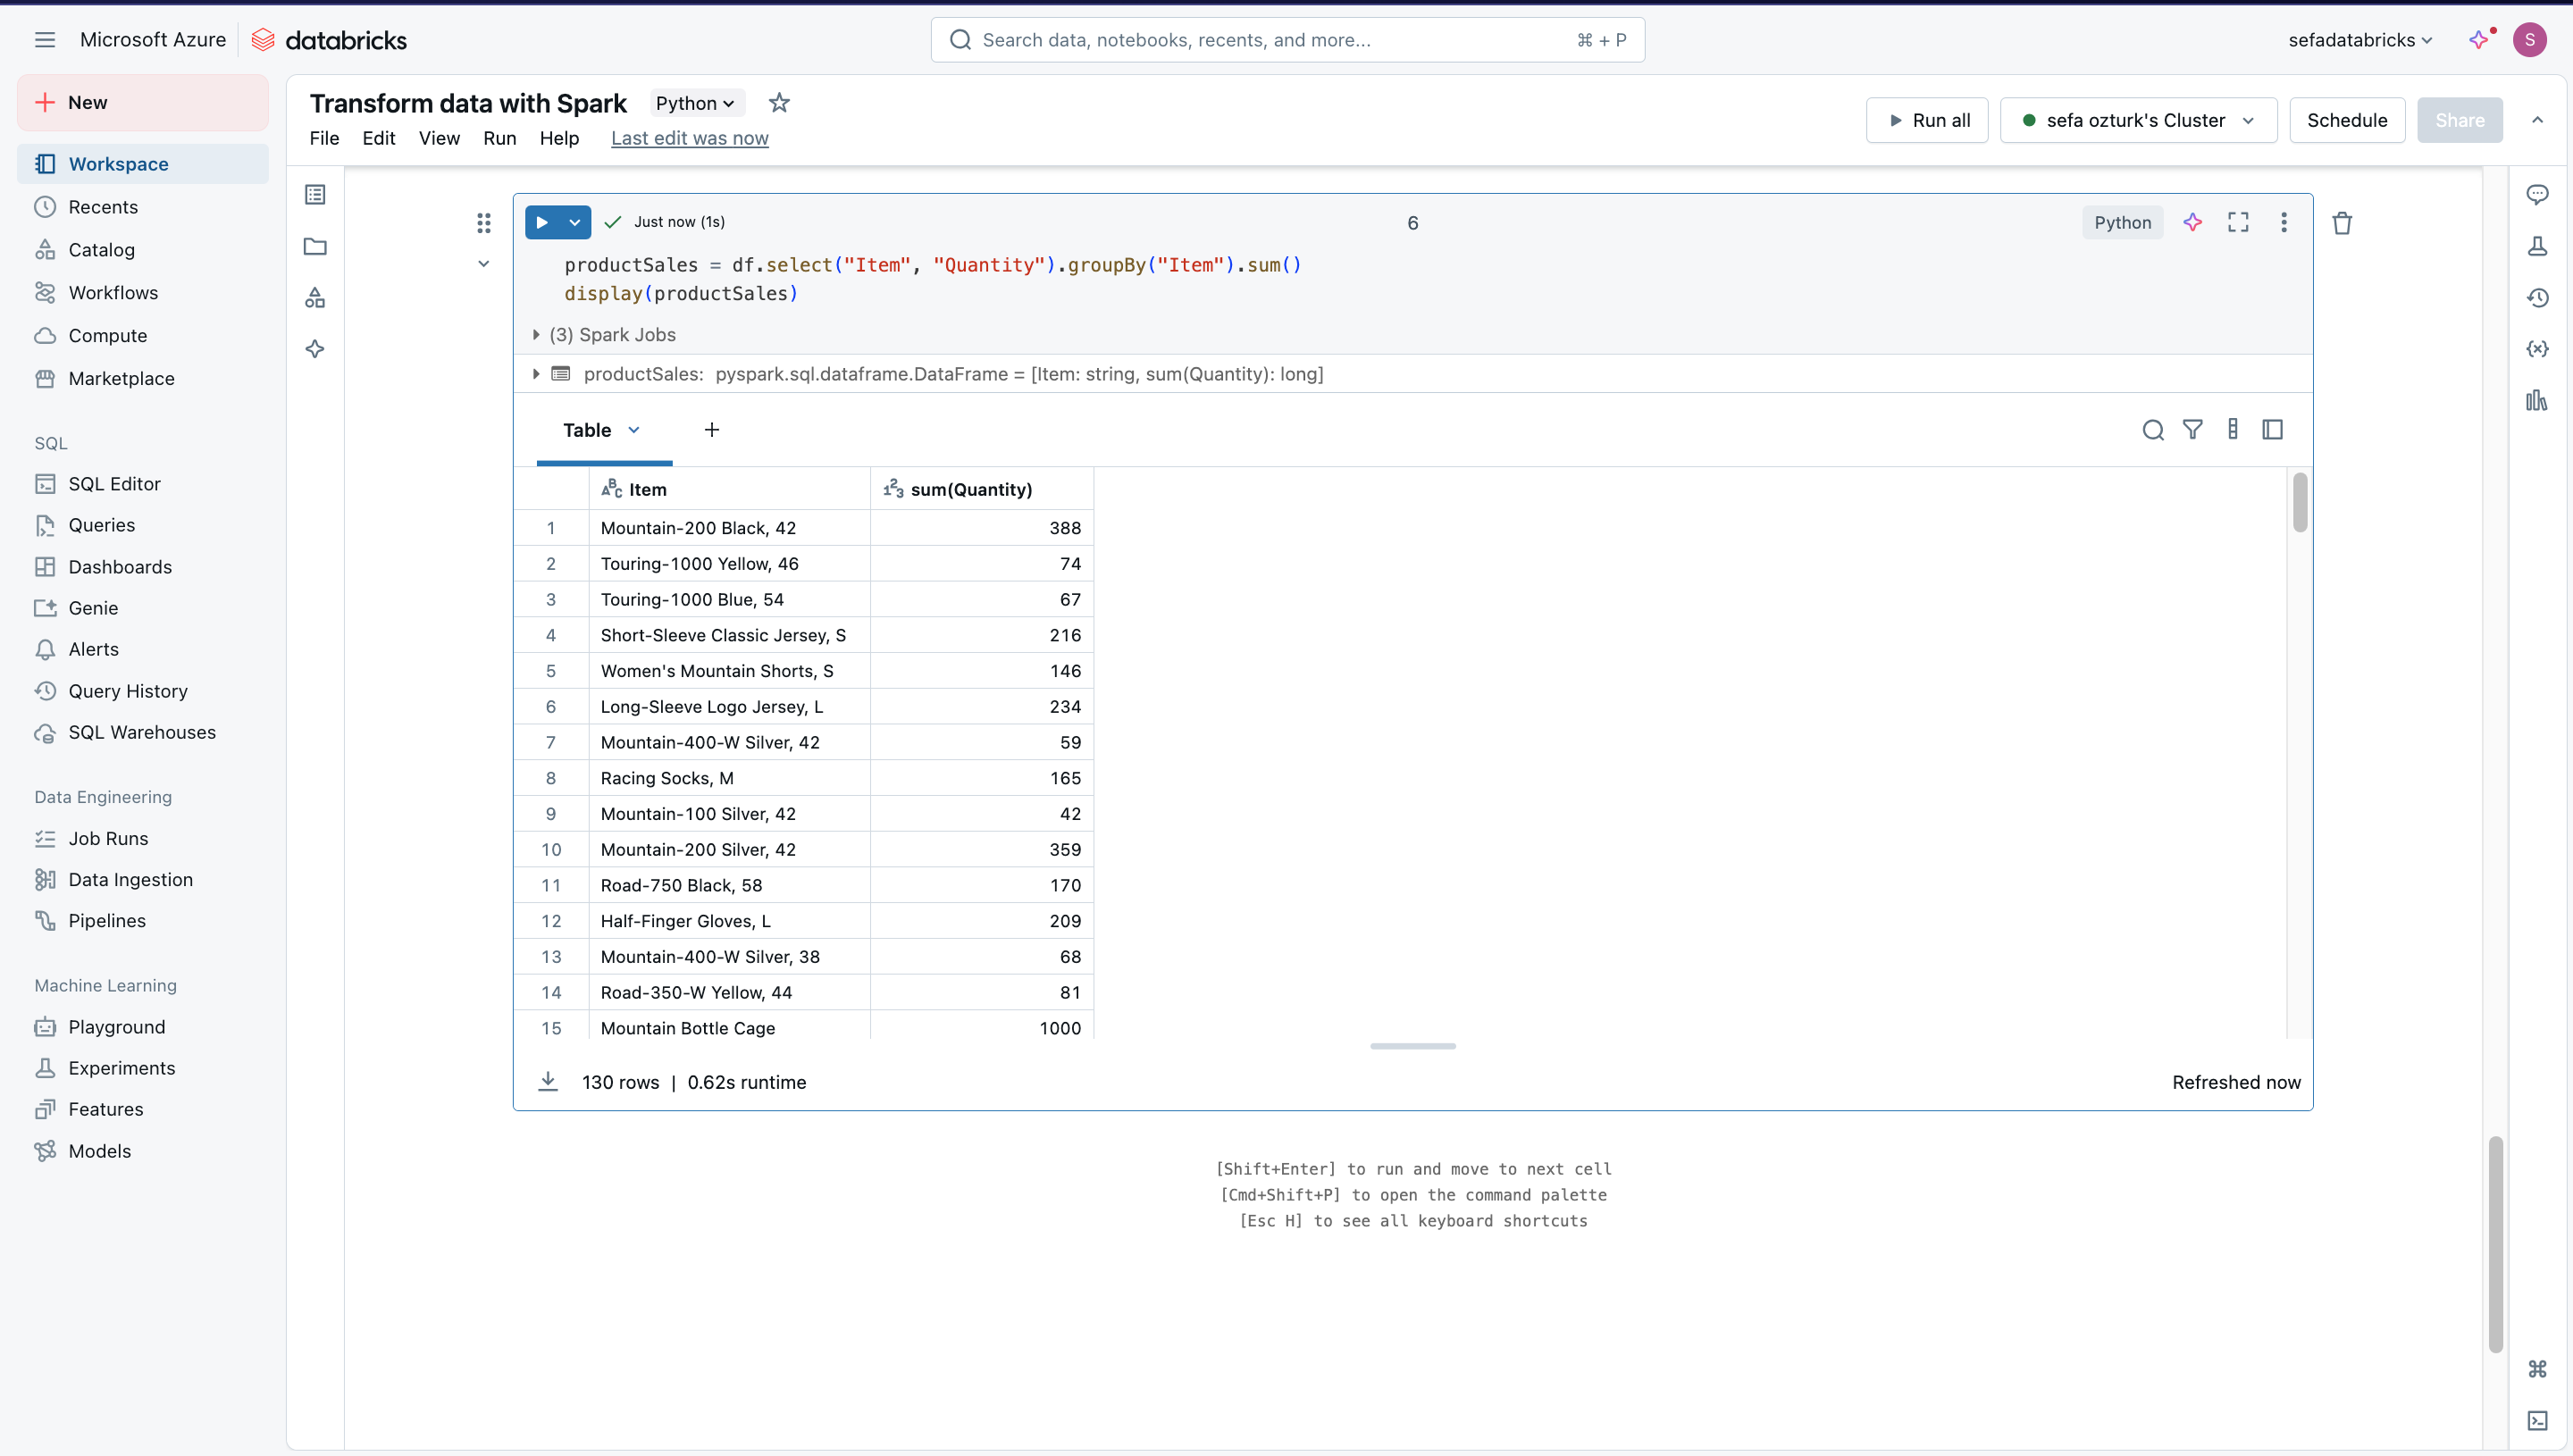 Microsoft Azure databricks
Search data, notebooks, recents, and more...
⌘ + P
sefadatabricks
S
New
Workspace
Recents
Catalog
Workflows
Compute
Marketplace
SQL
SQL Editor
Queries
Dashboards
Genie
Alerts
Query History
SQL Warehouses
Data Engineering
Job Runs
Data Ingestion
Pipelines
Machine Learning
Playground
Experiments
Features
Models
Transform data with Spark Python
File Edit View Run Help Last edit was now
Run all
sefa ozturk's Cluster
Schedule
Share
Just now (1s)
6
Python
productSales = df.select("Item", "Quantity").groupBy("Item").sum()
display(productSales)
(3) Spark Jobs
productSales: pyspark.sql.dataframe.DataFrame = [Item: string, sum(Quantity): long]
Table +
ABC Item 123 sum(Quantity)
1 Mountain-200 Black, 42 388
2 Touring-1000 Yellow, 46 74
3 Touring-1000 Blue, 54 67
4 Short-Sleeve Classic Jersey, S 216
5 Women's Mountain Shorts, S 146
6 Long-Sleeve Logo Jersey, L 234
7 Mountain-400-W Silver, 42 59
8 Racing Socks, M 165
9 Mountain-100 Silver, 42 42
10 Mountain-200 Silver, 42 359
11 Road-750 Black, 58 170
12 Half-Finger Gloves, L 209
13 Mountain-400-W Silver, 38 68
14 Road-350-W Yellow, 44 81
15 Mountain Bottle Cage 1000
130 rows | 0.62s runtime
Refreshed now
[Shift+Enter] to run and move to next cell
[Cmd+Shift+P] to open the command palette
[Esc H] to see all keyboard shortcuts